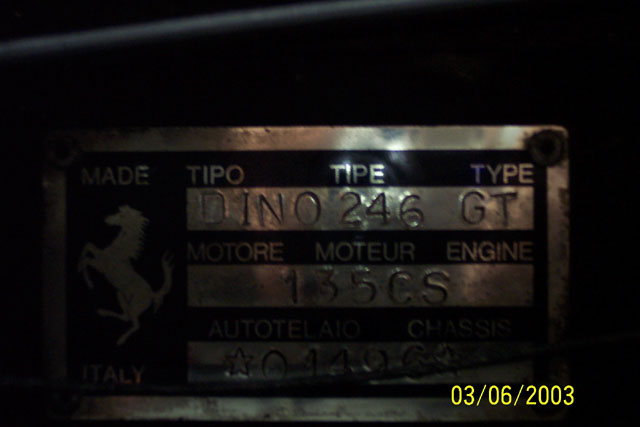 MADE TIPO TIPE TYPE
DINO 246 GT
MOTORE MOTEUR ENGINE
135CS
AUTOTELAIO CHASSIS
ITALY
03/06/2003